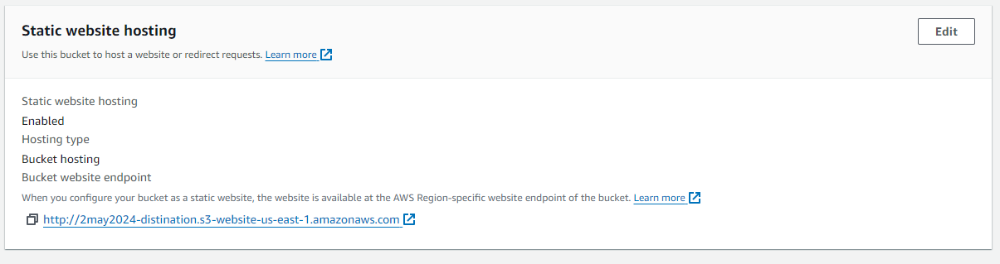 Static website hosting
Edit
Use this bucket to host a website or redirect requests. Learn more
Static website hosting
Enabled
Hosting type
Bucket hosting
Bucket website endpoint
When you configure your bucket as a static website, the website is available at the AWS Region-specific website endpoint of the bucket. Learn more
http://2may2024-distination.s3-website-us-east-1.amazonaws.com